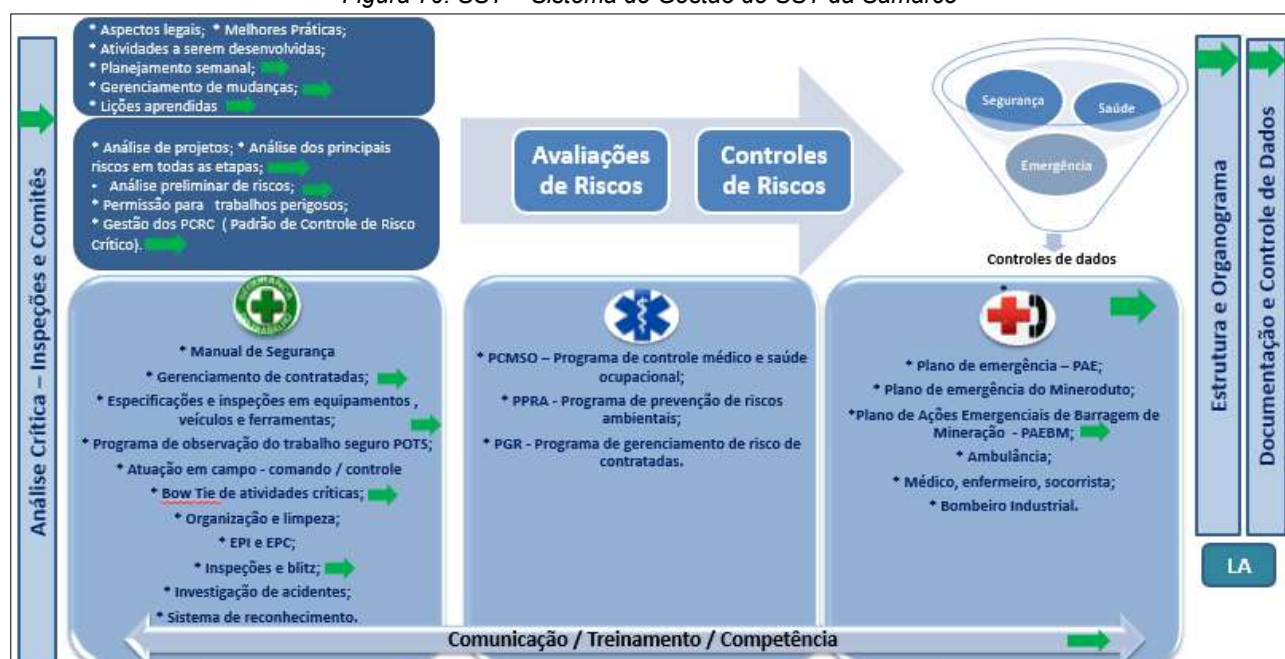 Figura 70: SST – Sistema de Gestão de SST da Samarco
Análise Crítica – Inspeções e Comitês
* Aspectos legais; * Melhores Práticas;
* Atividades a serem desenvolvidas;
* Planejamento semanal;
* Gerenciamento de mudanças;
* Lições aprendidas
* Análise de projetos; * Análise dos principais
riscos em todas as etapas;
• Análise preliminar de riscos;
* Permissão para trabalhos perigosos;
* Gestão dos PCRC ( Padrão de Controle de Risco
Crítico).
Avaliações
de Riscos
Controles
de Riscos
Segurança
Saúde
Emergência
Controles de dados
SEGURANÇA
DO TRABALHO
* Manual de Segurança
* Gerenciamento de contratadas;
* Especificações e inspeções em equipamentos ,
veículos e ferramentas;
* Programa de observação do trabalho seguro POTS;
* Atuação em campo - comando / controle
* Bow Tie de atividades críticas;
* Organização e limpeza;
* EPI e EPC;
* Inspeções e blitz;
* Investigação de acidentes;
* Sistema de reconhecimento.
* PCMSO – Programa de controle médico e saúde
ocupacional;
* PPRA - Programa de prevenção de riscos
ambientais;
* PGR - Programa de gerenciamento de risco de
contratadas.
* Plano de emergência – PAE;
* Plano de emergência do Mineroduto;
*Plano de Ações Emergenciais de Barragem de
Mineração - PAEBM;
* Ambulância;
* Médico, enfermeiro, socorrista;
* Bombeiro Industrial.
Comunicação / Treinamento / Competência
Estrutura e Organograma
Documentação e Controle de Dados
LA